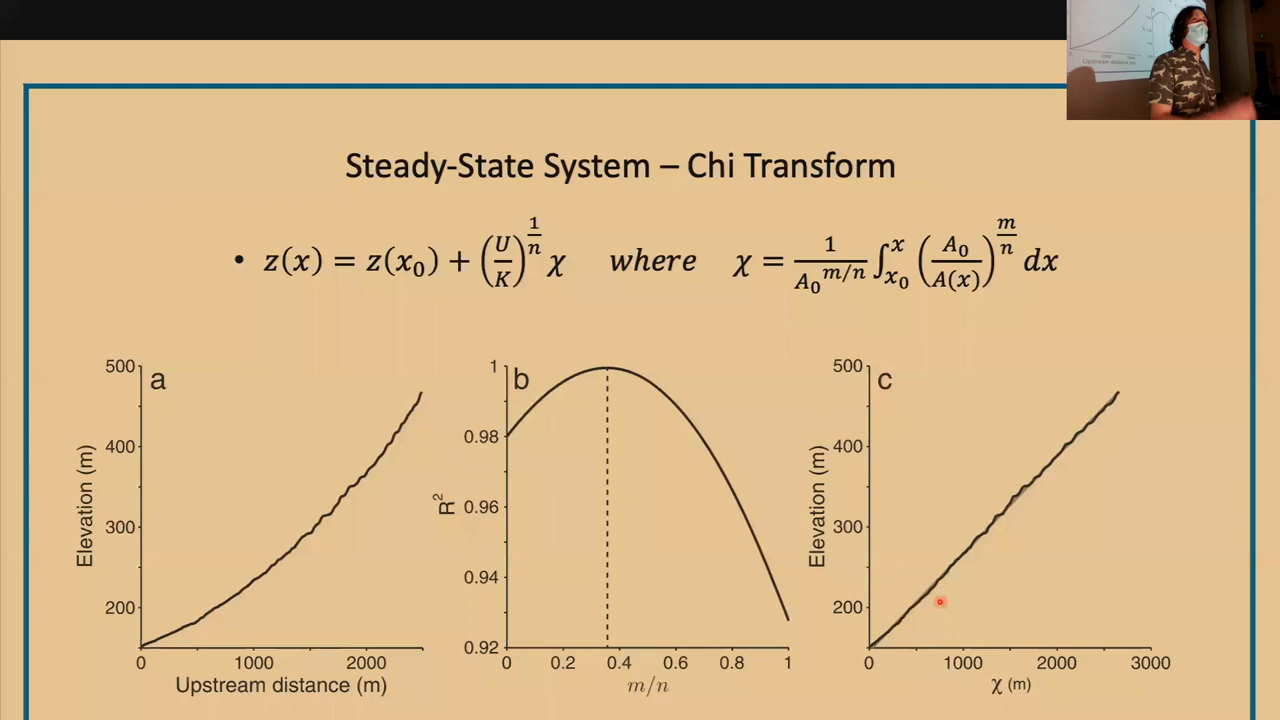 Steady-State System – Chi Transform
• z(x) = z(x₀) + (U/K)^(1/n) χ where χ = 1/A₀^(m/n) ∫_{x₀}^{x} (A₀/A(x))^(m/n) dx
a
500
400
300
200
Elevation (m)
0 1000 2000
Upstream distance (m)
b
1
0.98
0.96
0.94
0.92
R²
0 0.2 0.4 0.6 0.8 1
m/n
c
500
400
300
200
Elevation (m)
0 1000 2000 3000
χ (m)
Upstream distance (m)